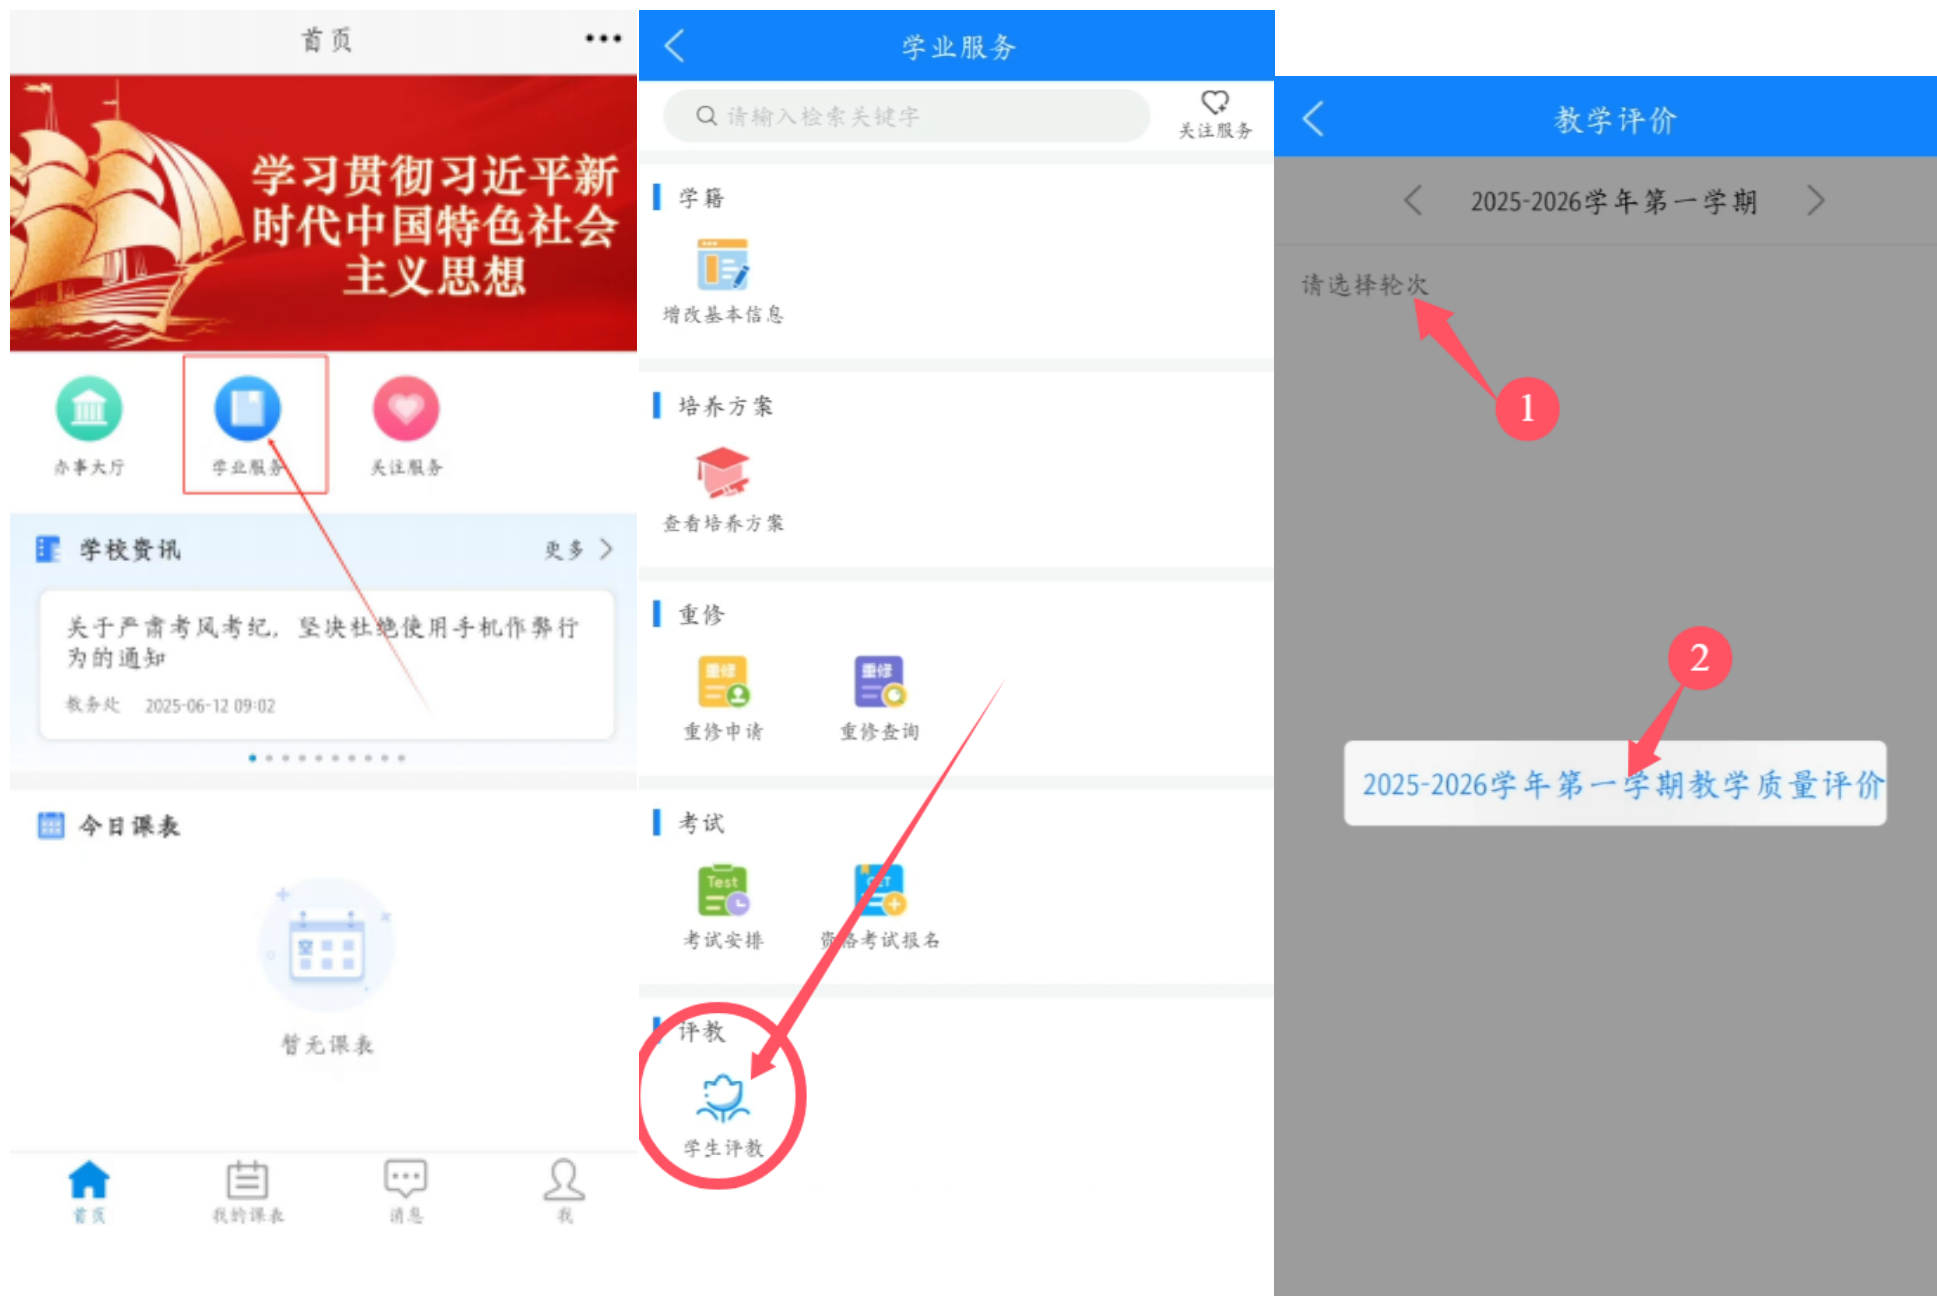 首页
学习贯彻习近平新
时代中国特色社会
主义思想
办事大厅
学业服务
关注服务
学校资讯
更多
关于严肃考风考纪，坚决杜绝使用手机作弊行
为的通知
教务处 2025-06-12 09:02
今日课表
空
暂无课表
首页
我的课表
消息
我
学业服务
请输入检索关键字
关注服务
学籍
增改基本信息
培养方案
查看培养方案
重修
重修
重修
重修申请
重修查询
考试
Test
考试安排
资格考试报名
评教
学生评教
教学评价
2025-2026学年第一学期
请选择轮次
1
2
2025-2026学年第一学期教学质量评价